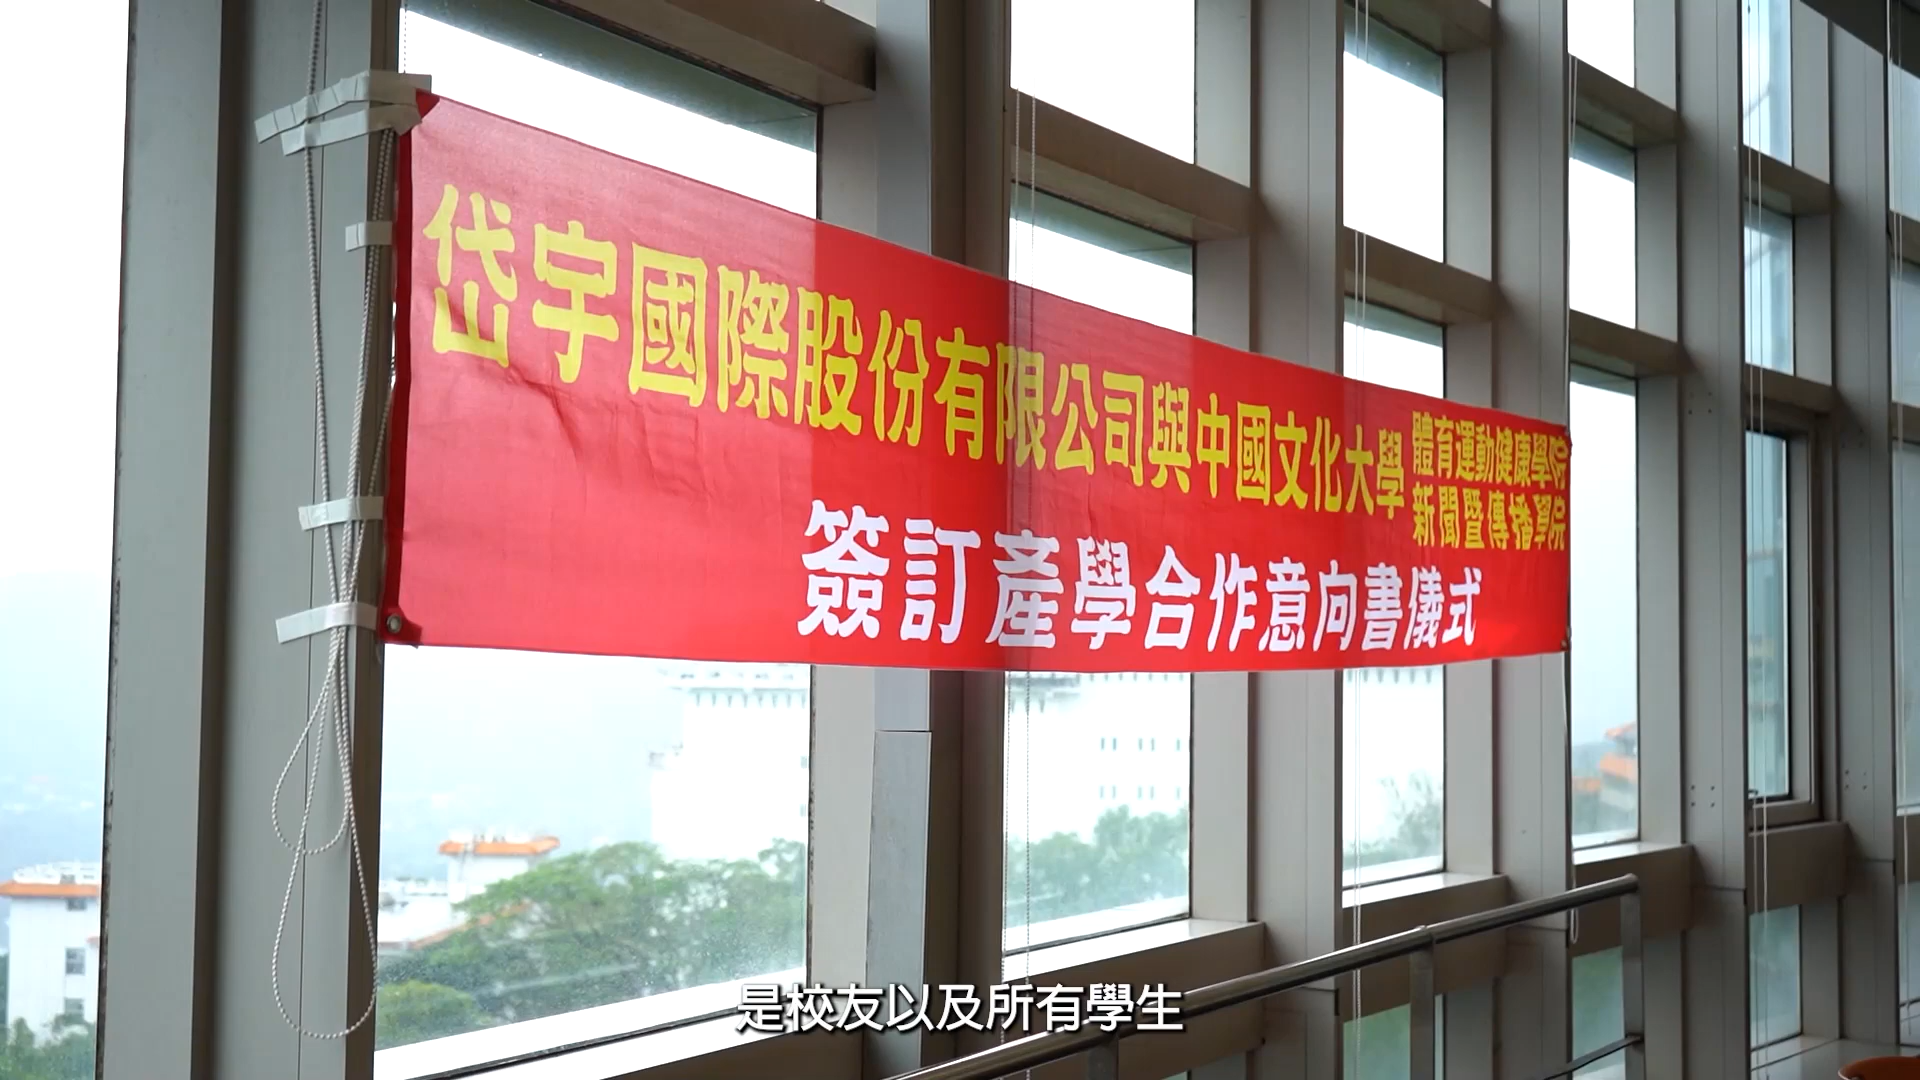 岱宇國際股份有限公司與中國文化大學
體育運動健康學院
新聞暨傳播學院
簽訂產學合作意向書儀式
是校友以及所有學生